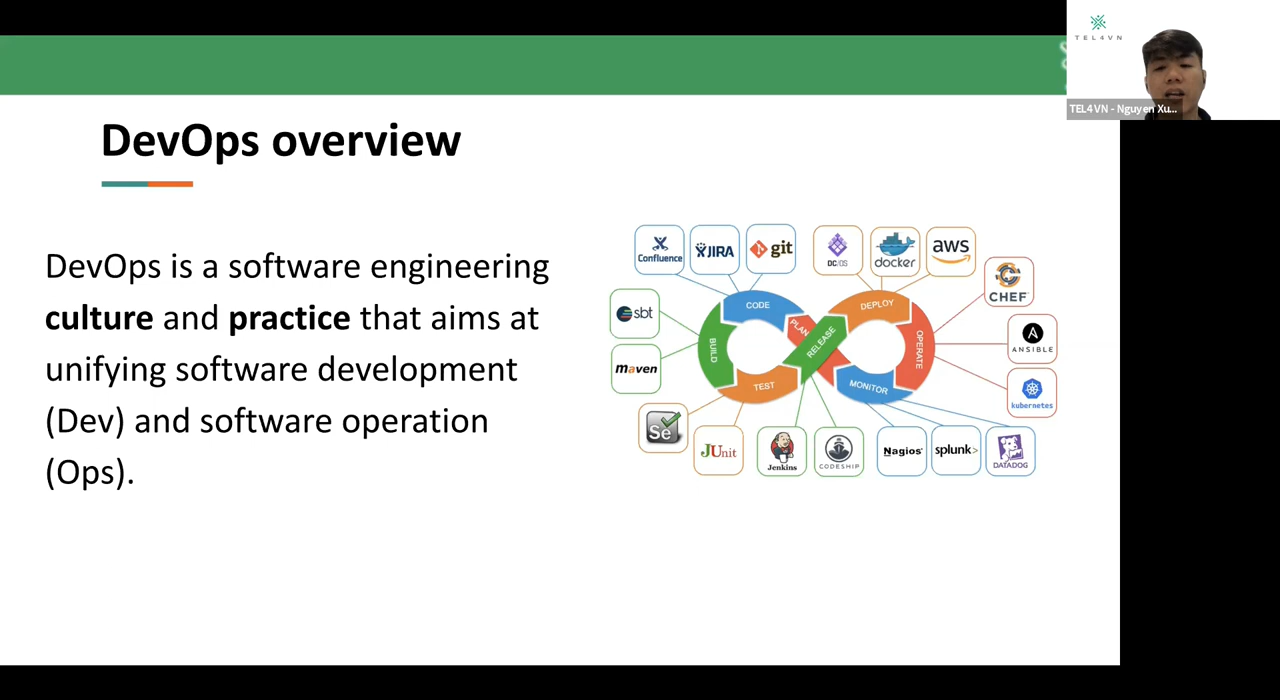 TEL4VN
TEL4VN - Nguyen Xu...
DevOps overview
DevOps is a software engineering
culture and practice that aims at
unifying software development
(Dev) and software operation
(Ops).
Confluence
JIRA
git
DC/OS
docker
aws
CHEF
sbt
maven
CODE
PLAN
BUILD
TEST
RELEASE
DEPLOY
OPERATE
MONITOR
ANSIBLE
kubernetes
Se
JUnit
Jenkins
CODESHIP
Nagios
splunk>
DATADOG